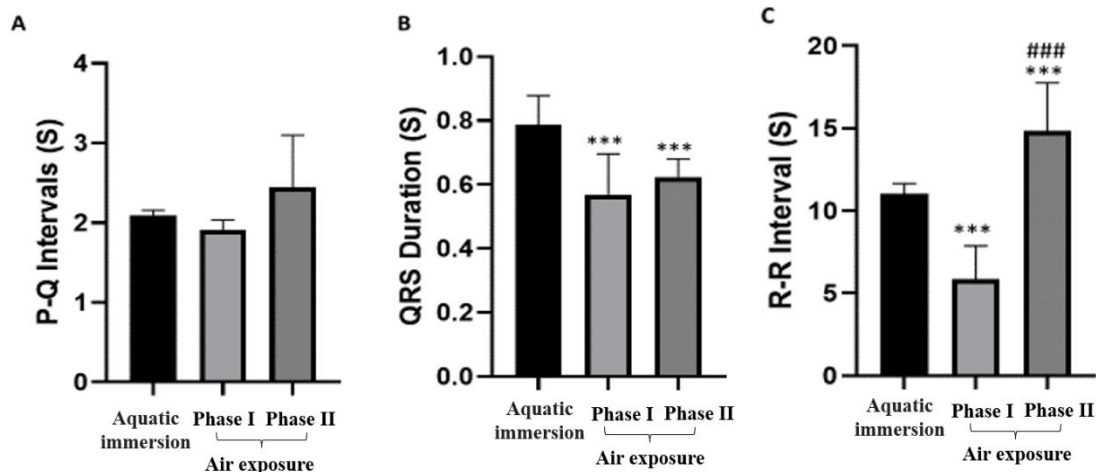 A
P-Q Intervals (S)
4
3
2
1
0
Aquatic
immersion
Phase I
Phase II
Air exposure
B
QRS Duration (S)
1.0
0.8
0.6
0.4
0.2
0.0
***
***
Aquatic
immersion
Phase I
Phase II
Air exposure
C
R-R Interval (S)
20
15
10
5
0
***
###
***
Aquatic
immersion
Phase I
Phase II
Air exposure